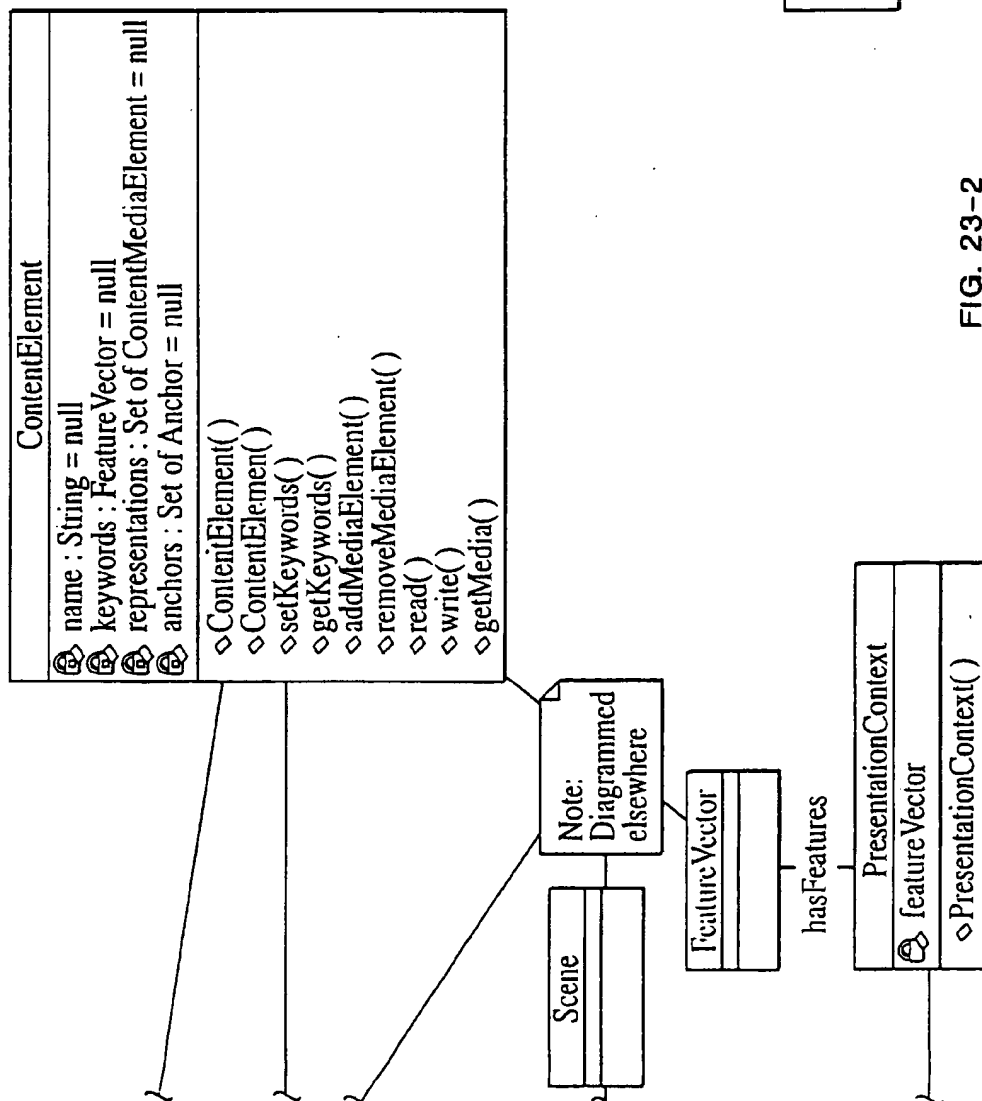 ContentElement
name : String = null
keywords : FeatureVector = null
representations : Set of ContentMediaElement = null
anchors : Set of Anchor = null
ContentElement( )
ContentElemen( )
setKeywords( )
getKeywords( )
addMediaElement( )
removeMediaElement( )
read( )
write( )
getMedia( )
Note:
Diagrammed
elsewhere
Scene
FeatureVector
hasFeatures
PresentationContext
featureVector
PresentationContext( )
FIG. 23-2